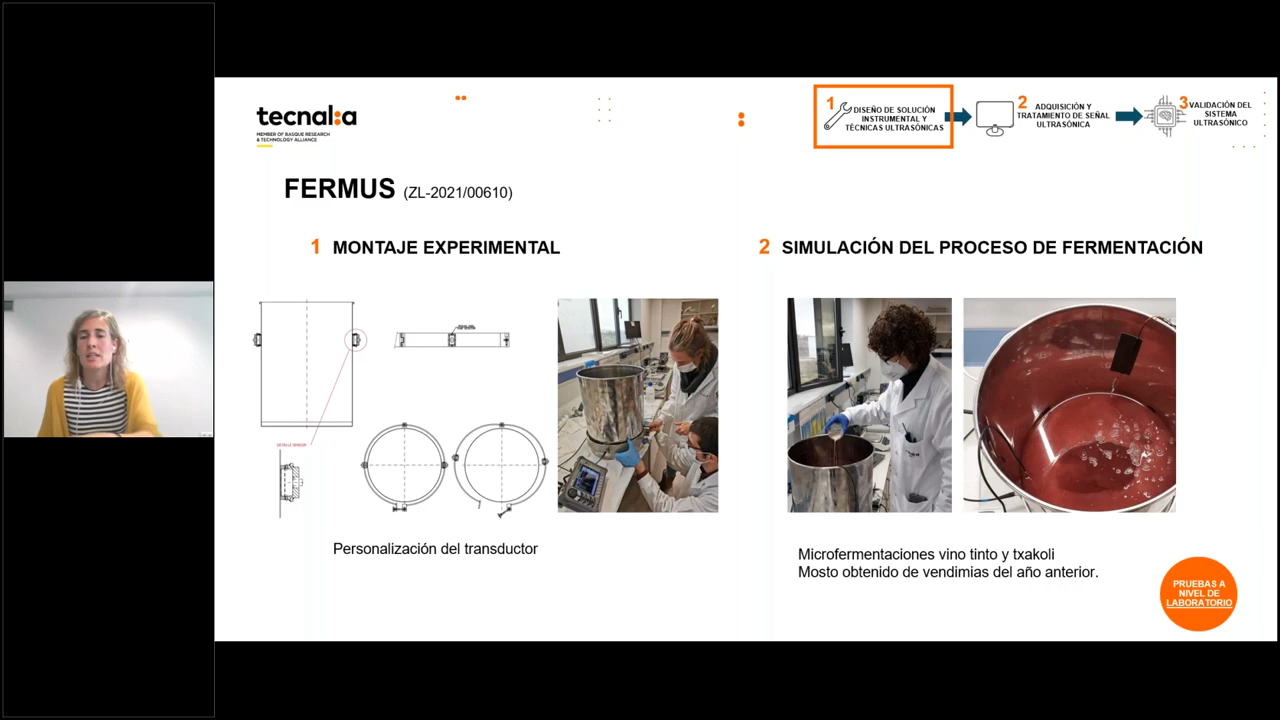 tecnal:a
MEMBER OF BASQUE RESEARCH
& TECHNOLOGY ALLIANCE
1
DISEÑO DE SOLUCIÓN
INSTRUMENTAL Y
TÉCNICAS ULTRASÓNICAS
2
ADQUISICIÓN Y
TRATAMIENTO DE SEÑAL
ULTRASÓNICA
3
VALIDACIÓN DEL
SISTEMA
ULTRASÓNICO
FERMUS (ZL-2021/00610)
1 MONTAJE EXPERIMENTAL
DETALLE SENSOR
Personalización del transductor
2 SIMULACIÓN DEL PROCESO DE FERMENTACIÓN
Microfermentaciones vino tinto y txakoli
Mosto obtenido de vendimias del año anterior.
PRUEBAS A
NIVEL DE
LABORATORIO